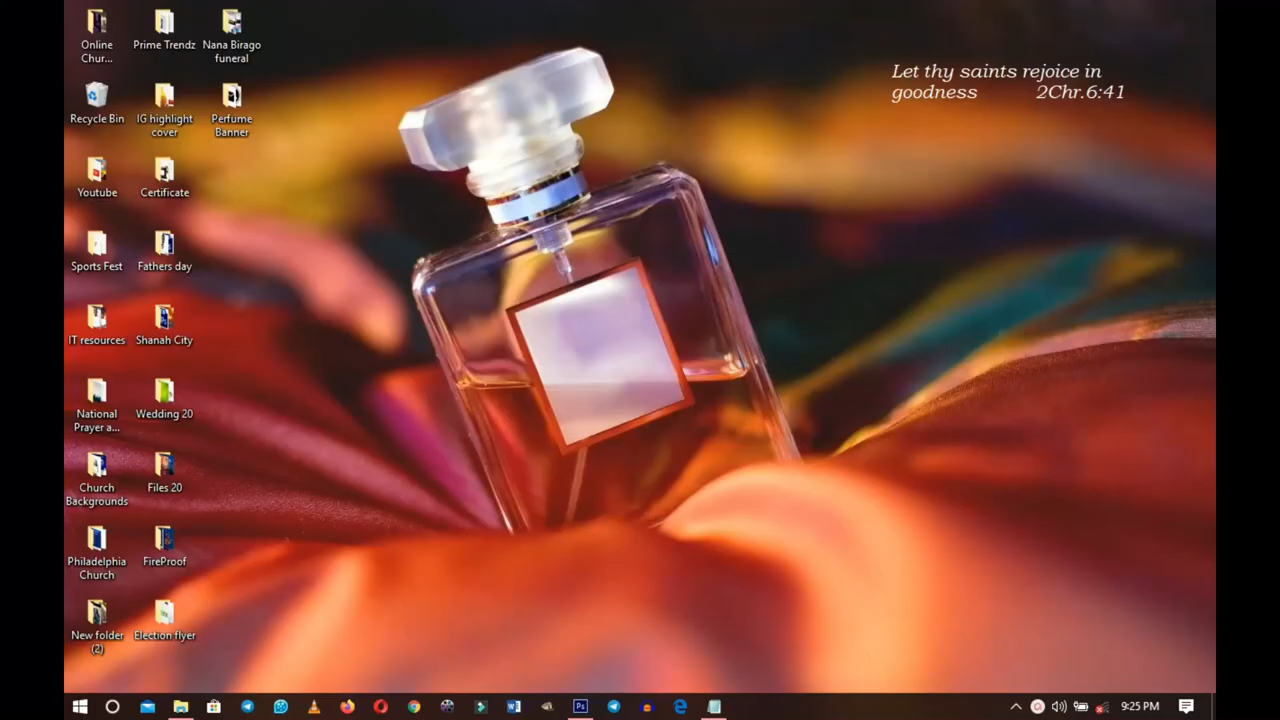 Online
Chur...
Prime Trendz
Nana Birago
funeral
Recycle Bin
IG highlight
cover
Perfume
Banner
Youtube
Certificate
Sports Fest
Fathers day
IT resources
Shanah City
National
Prayer a...
Wedding 20
Church
Backgrounds
Files 20
Philadelphia
Church
FireProof
New folder
(2)
Election flyer
Let thy saints rejoice in
goodness 2Chr.6:41
Ps
9:25 PM